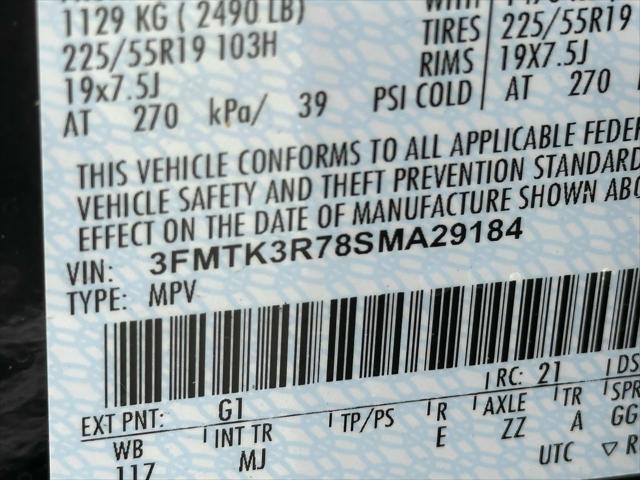 1129 KG ( 2490 LB) WITH
225/55R19 103H TIRES 225/55R19
19x7.5J RIMS 19X7.5J
AT 270 kPa/ 39 PSI COLD AT 270
THIS VEHICLE CONFORMS TO ALL APPLICABLE FEDER
VEHICLE SAFETY AND THEFT PREVENTION STANDARD
EFFECT ON THE DATE OF MANUFACTURE SHOWN ABO
VIN: 3FMTK3R78SMA29184
TYPE: MPV
RC: 21 DS
EXT PNT: G1
WB INT TR TP/PS R AXLE TR SPR
117 MJ E ZZ A GG
UTC ▽ R